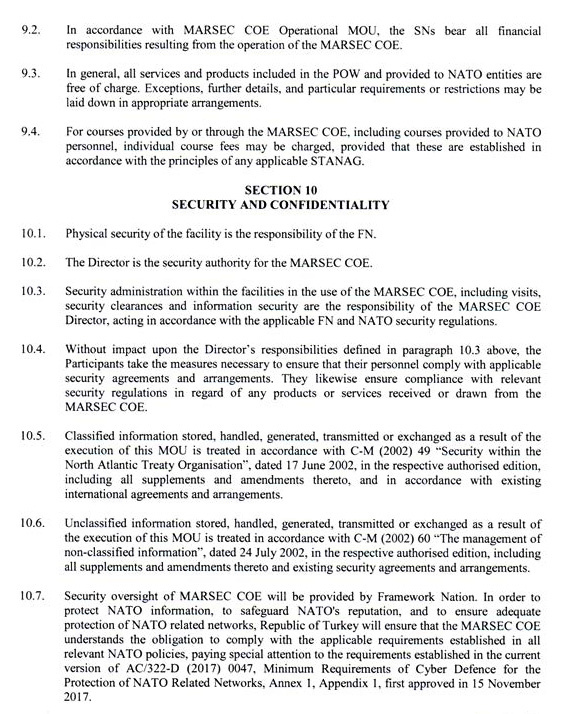 9.2. In accordance with MARSEC COE Operational MOU, the SNs bear all financial
responsibilities resulting from the operation of the MARSEC COE.
9.3. In general, all services and products included in the POW and provided to NATO entities are
free of charge. Exceptions, further details, and particular requirements or restrictions may be
laid down in appropriate arrangements.
9.4. For courses provided by or through the MARSEC COE, including courses provided to NATO
personnel, individual course fees may be charged, provided that these are established in
accordance with the principles of any applicable STANAG.
SECTION 10
SECURITY AND CONFIDENTIALITY
10.1. Physical security of the facility is the responsibility of the FN.
10.2. The Director is the security authority for the MARSEC COE.
10.3. Security administration within the facilities in the use of the MARSEC COE, including visits,
security clearances and information security are the responsibility of the MARSEC COE
Director, acting in accordance with the applicable FN and NATO security regulations.
10.4. Without impact upon the Director's responsibilities defined in paragraph 10.3 above, the
Participants take the measures necessary to ensure that their personnel comply with applicable
security agreements and arrangements. They likewise ensure compliance with relevant
security regulations in regard of any products or services received or drawn from the
MARSEC COE.
10.5. Classified information stored, handled, generated, transmitted or exchanged as a result of the
execution of this MOU is treated in accordance with C-M (2002) 49 “Security within the
North Atlantic Treaty Organisation”, dated 17 June 2002, in the respective authorised edition,
including all supplements and amendments thereto, and in accordance with existing
international agreements and arrangements.
10.6. Unclassified information stored, handled, generated, transmitted or exchanged as a result of
the execution of this MOU is treated in accordance with C-M (2002) 60 “The management of
non-classified information”, dated 24 July 2002, in the respective authorised edition, including
all supplements and amendments thereto and existing security agreements and arrangements.
10.7. Security oversight of MARSEC COE will be provided by Framework Nation. In order to
protect NATO information, to safeguard NATO's reputation, and to ensure adequate
protection of NATO related networks, Republic of Turkey will ensure that the MARSEC COE
understands the obligation to comply with the applicable requirements established in all
relevant NATO policies, paying special attention to the requirements established in the current
version of AC/322-D (2017) 0047, Minimum Requirements of Cyber Defence for the
Protection of NATO Related Networks, Annex 1, Appendix 1, first approved in 15 November
2017.